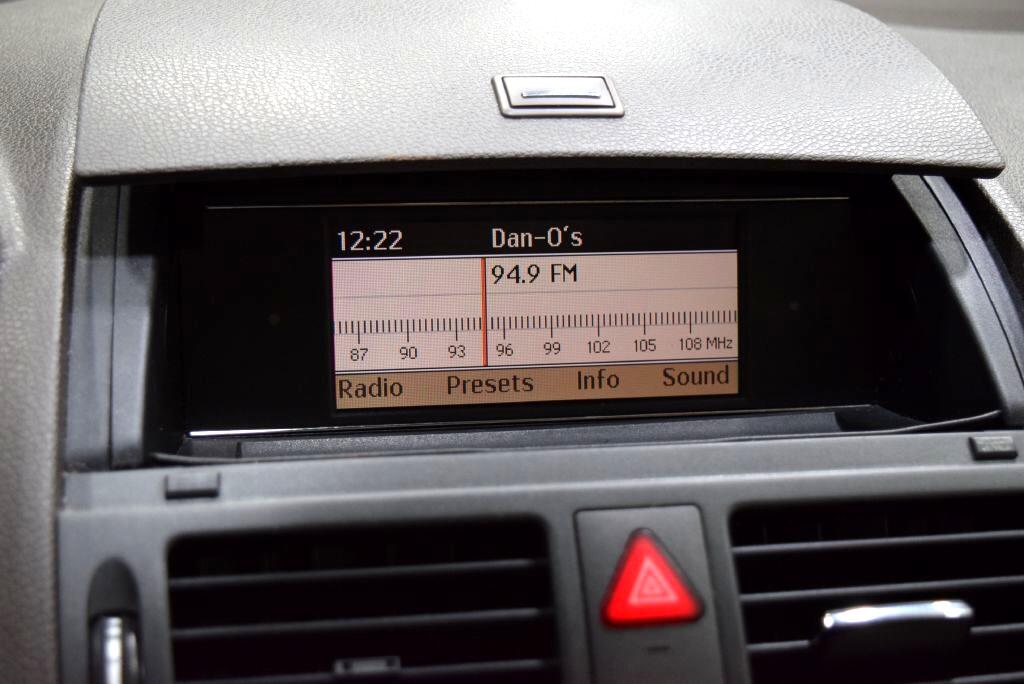 12:22 Dan-O's
94.9 FM
87 90 93 96 99 102 105 108 MHz
Radio Presets Info Sound